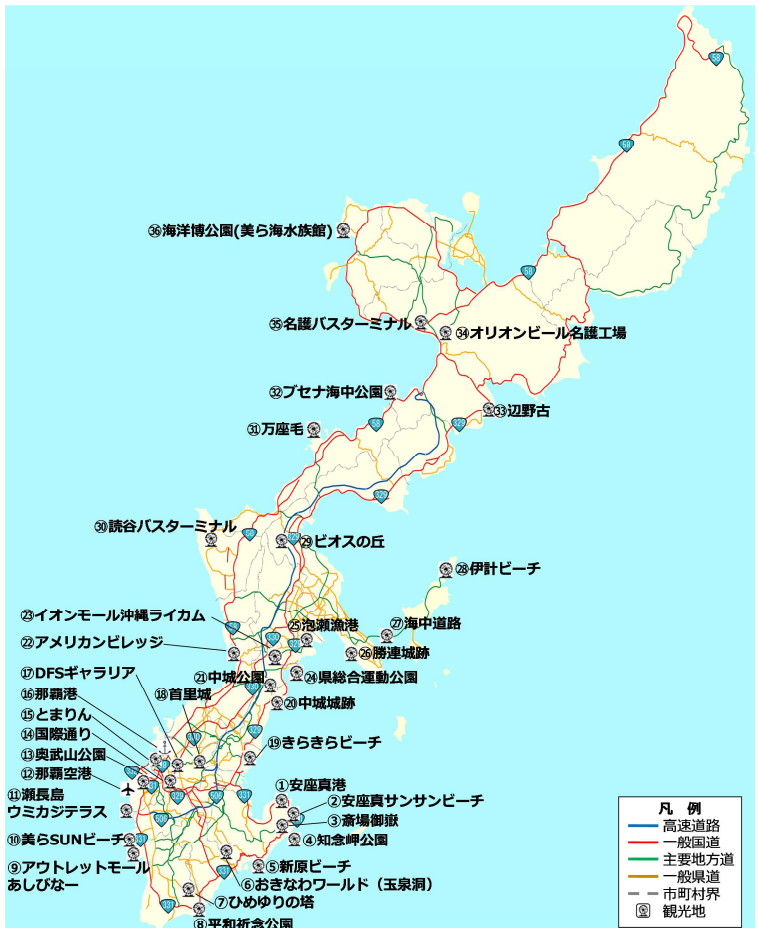 58
58
㊱海洋博公園(美ら海水族館)
58
㉟名護バスターミナル
㉞オリオンビール名護工場
㉜ブセナ海中公園
㉝辺野古
㉛万座毛
58
329
329
㉚読谷バスターミナル
㉙ビオスの丘
㉘伊計ビーチ
㉓イオンモール沖縄ライカム
㉕泡瀬漁港
㉗海中道路
330
㉒アメリカンビレッジ
㉖勝連城跡
⑰DFSギャラリア
㉑中城公園
㉔県総合運動公園
⑯那覇港
⑱首里城
⑳中城城跡
⑮とまりん
⑭国際通り
329
⑲きらきらビーチ
⑬奥武山公園
⑫那覇空港
①安座真港
⑪瀬長島
ウミカジテラス
329
506
331
②安座真サンサンビーチ
③斎場御嶽
506
⑩美らSUNビーチ
331
④知念岬公園
⑨アウトレットモール
あしびなー
⑤新原ビーチ
331
⑥おきなわワールド（玉泉洞）
⑦ひめゆりの塔
331
⑧平和祈念公園
凡 例
高速道路
一般国道
主要地方道
一般県道
市町村界
観光地